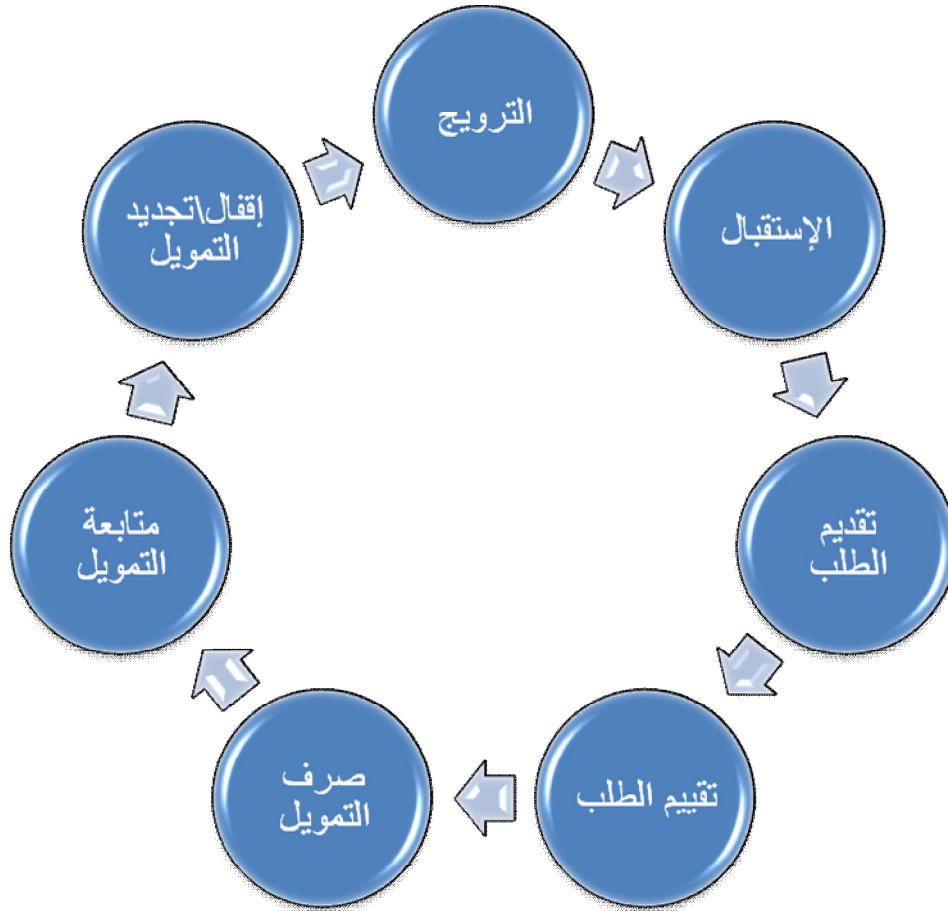 الترويج
الإستقبال
تقديم
الطلب
تقييم الطلب
صرف
التمويل
متابعة
التمويل
إقفال\تجديد
التمويل